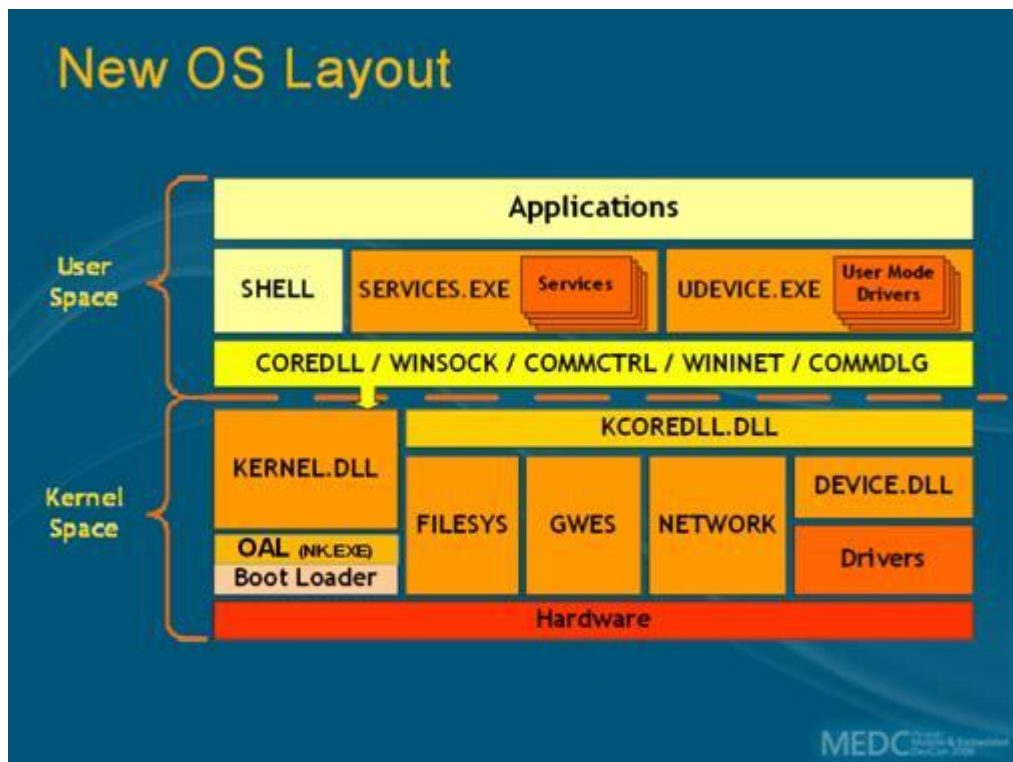 New OS Layout
Applications
User
Space
SHELL
SERVICES.EXE
Services
UDEVICE.EXE
User Mode
Drivers
COREDLL / WINSOCK / COMMCTRL / WININET / COMMDLG
Kernel
Space
KERNEL.DLL
KCOREDLL.DLL
FILESYS
GWES
NETWORK
DEVICE.DLL
Drivers
OAL (NK.EXE)
Boot Loader
Hardware
MEDC